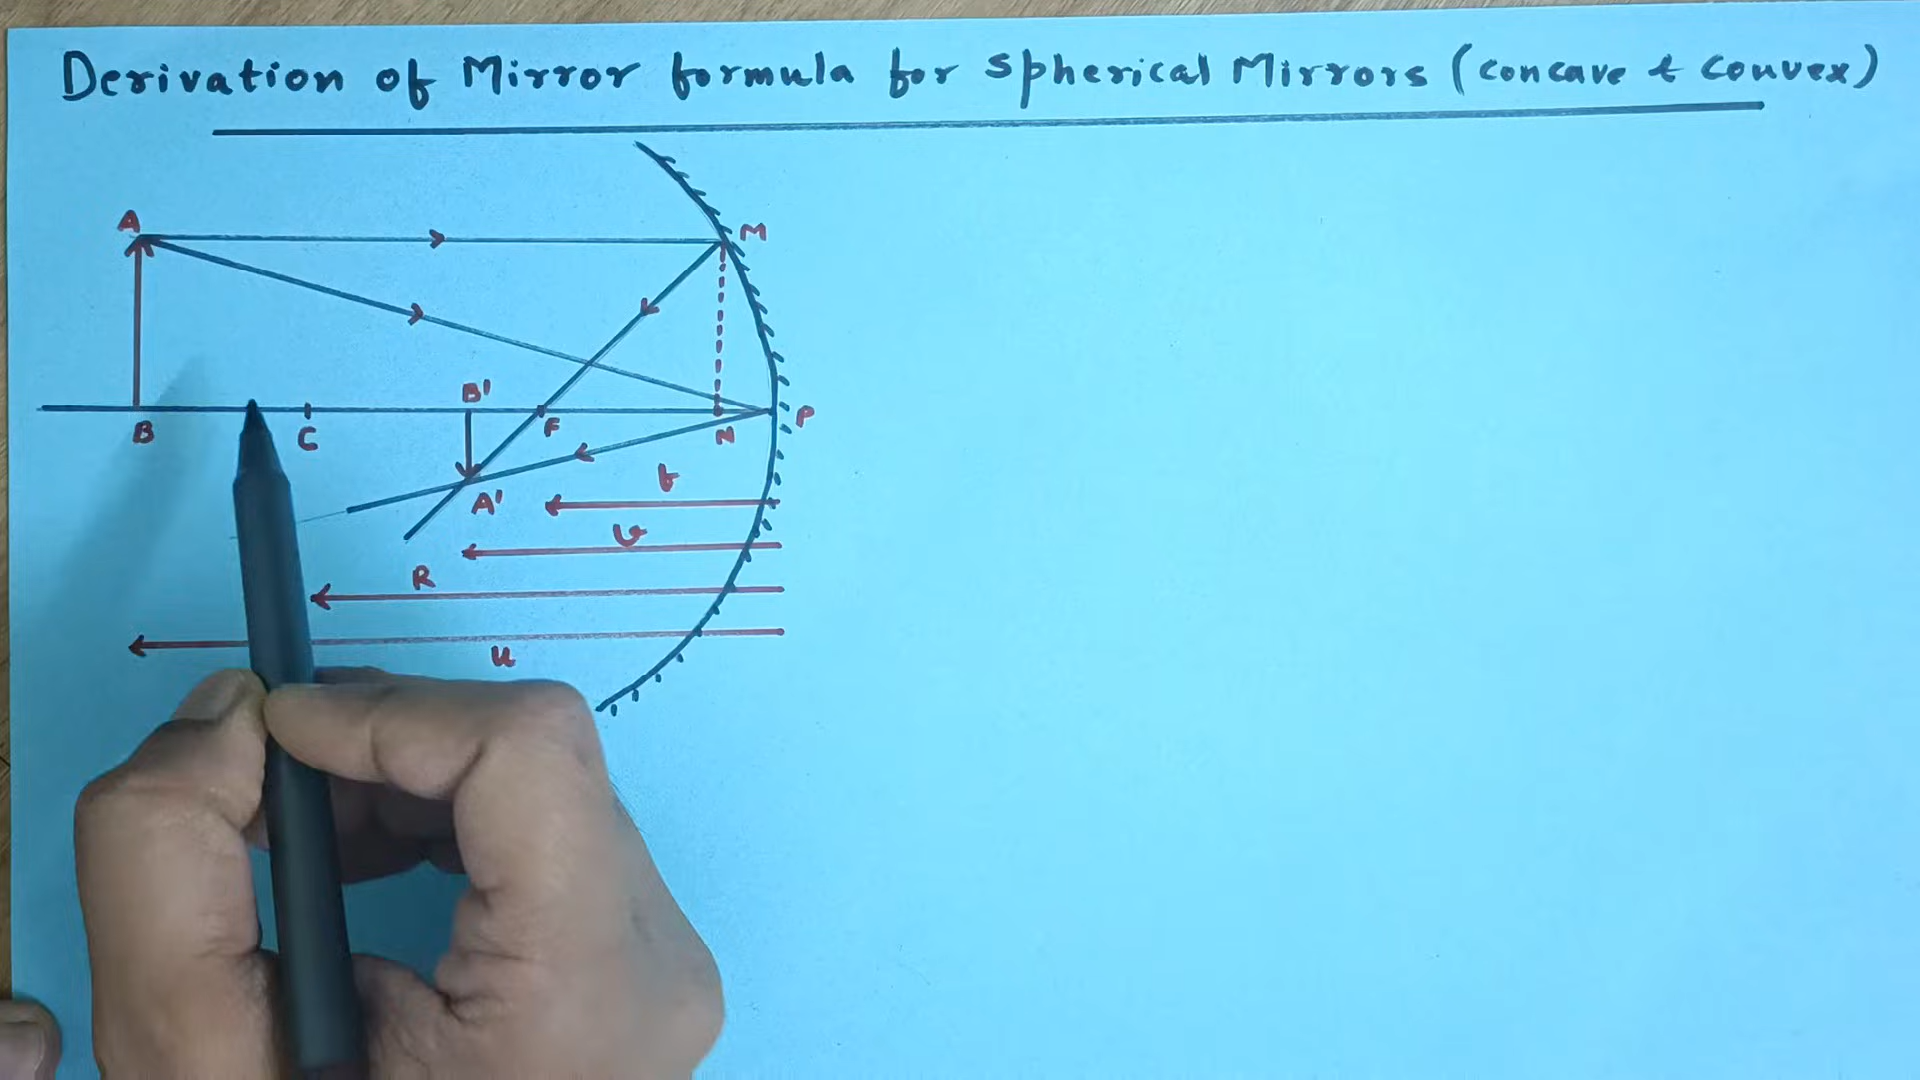 Derivation of Mirror formula for Spherical Mirrors (concave & convex)
A
M
B'
B
C
F
N
P
A'
f
v
R
u